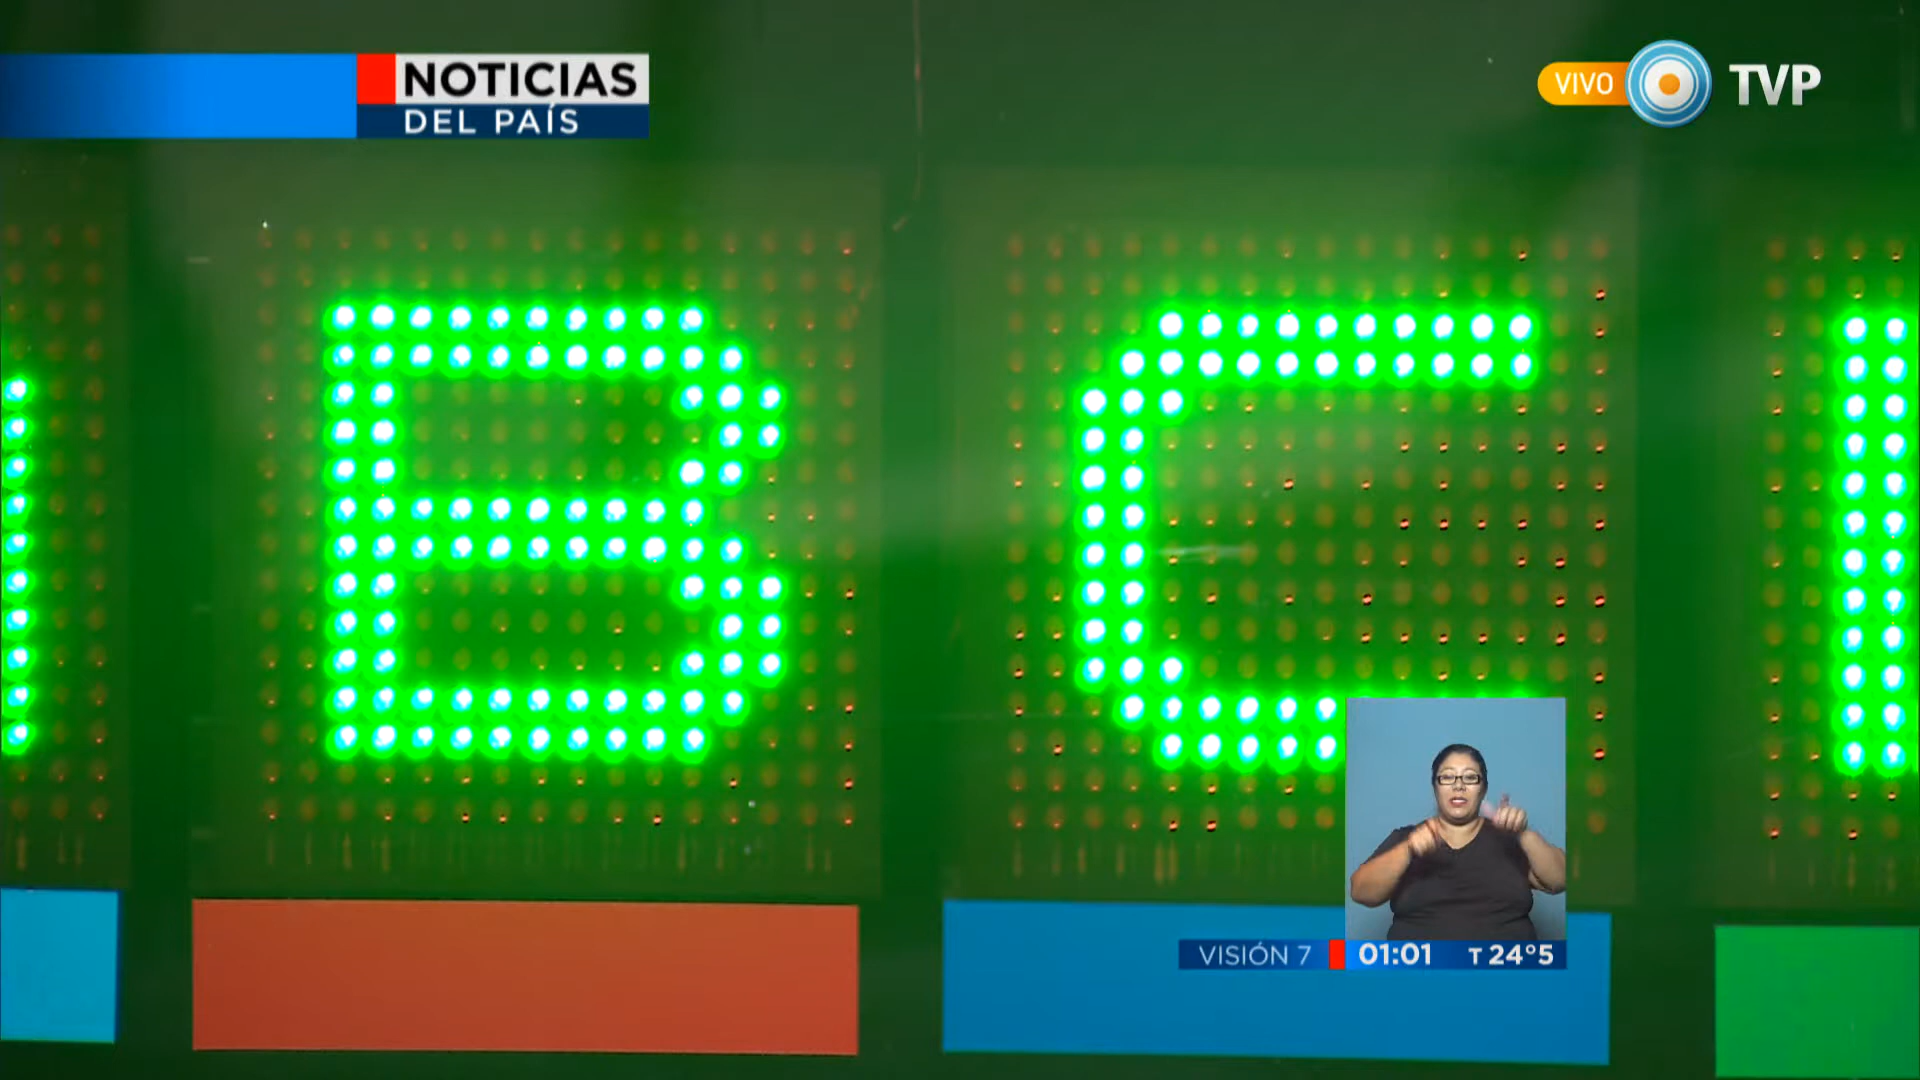 NOTICIAS
DEL PAÍS
VIVO
TVP
B C
VISIÓN 7
01:01
T 24°5